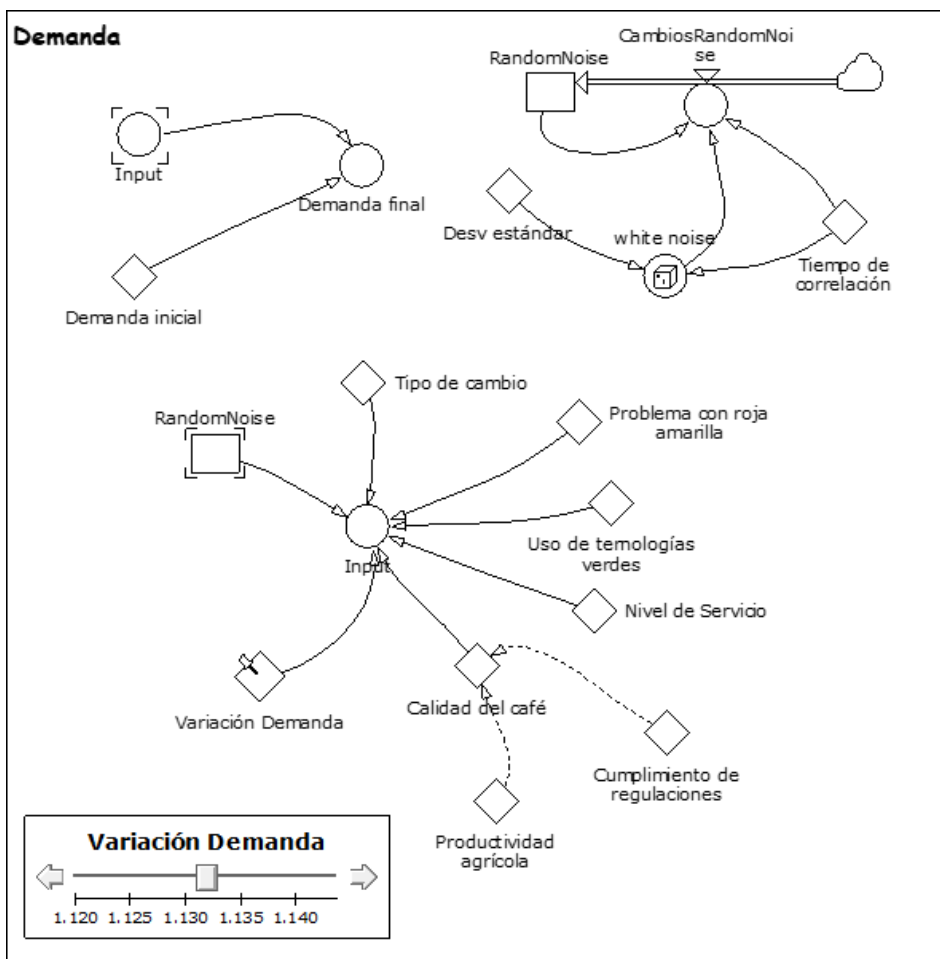 Demanda
CambiosRandomNoi
se
RandomNoise
Input
Demanda final
Desv estándar
white noise
Tiempo de
correlación
Demanda inicial
Tipo de cambio
RandomNoise
Problema con roja
amarilla
Input
Uso de temologías
verdes
Nivel de Servicio
Variación Demanda
Calidad del café
Cumplimiento de
regulaciones
Productividad
agrícola
Variación Demanda
1.120 1.125 1.130 1.135 1.140